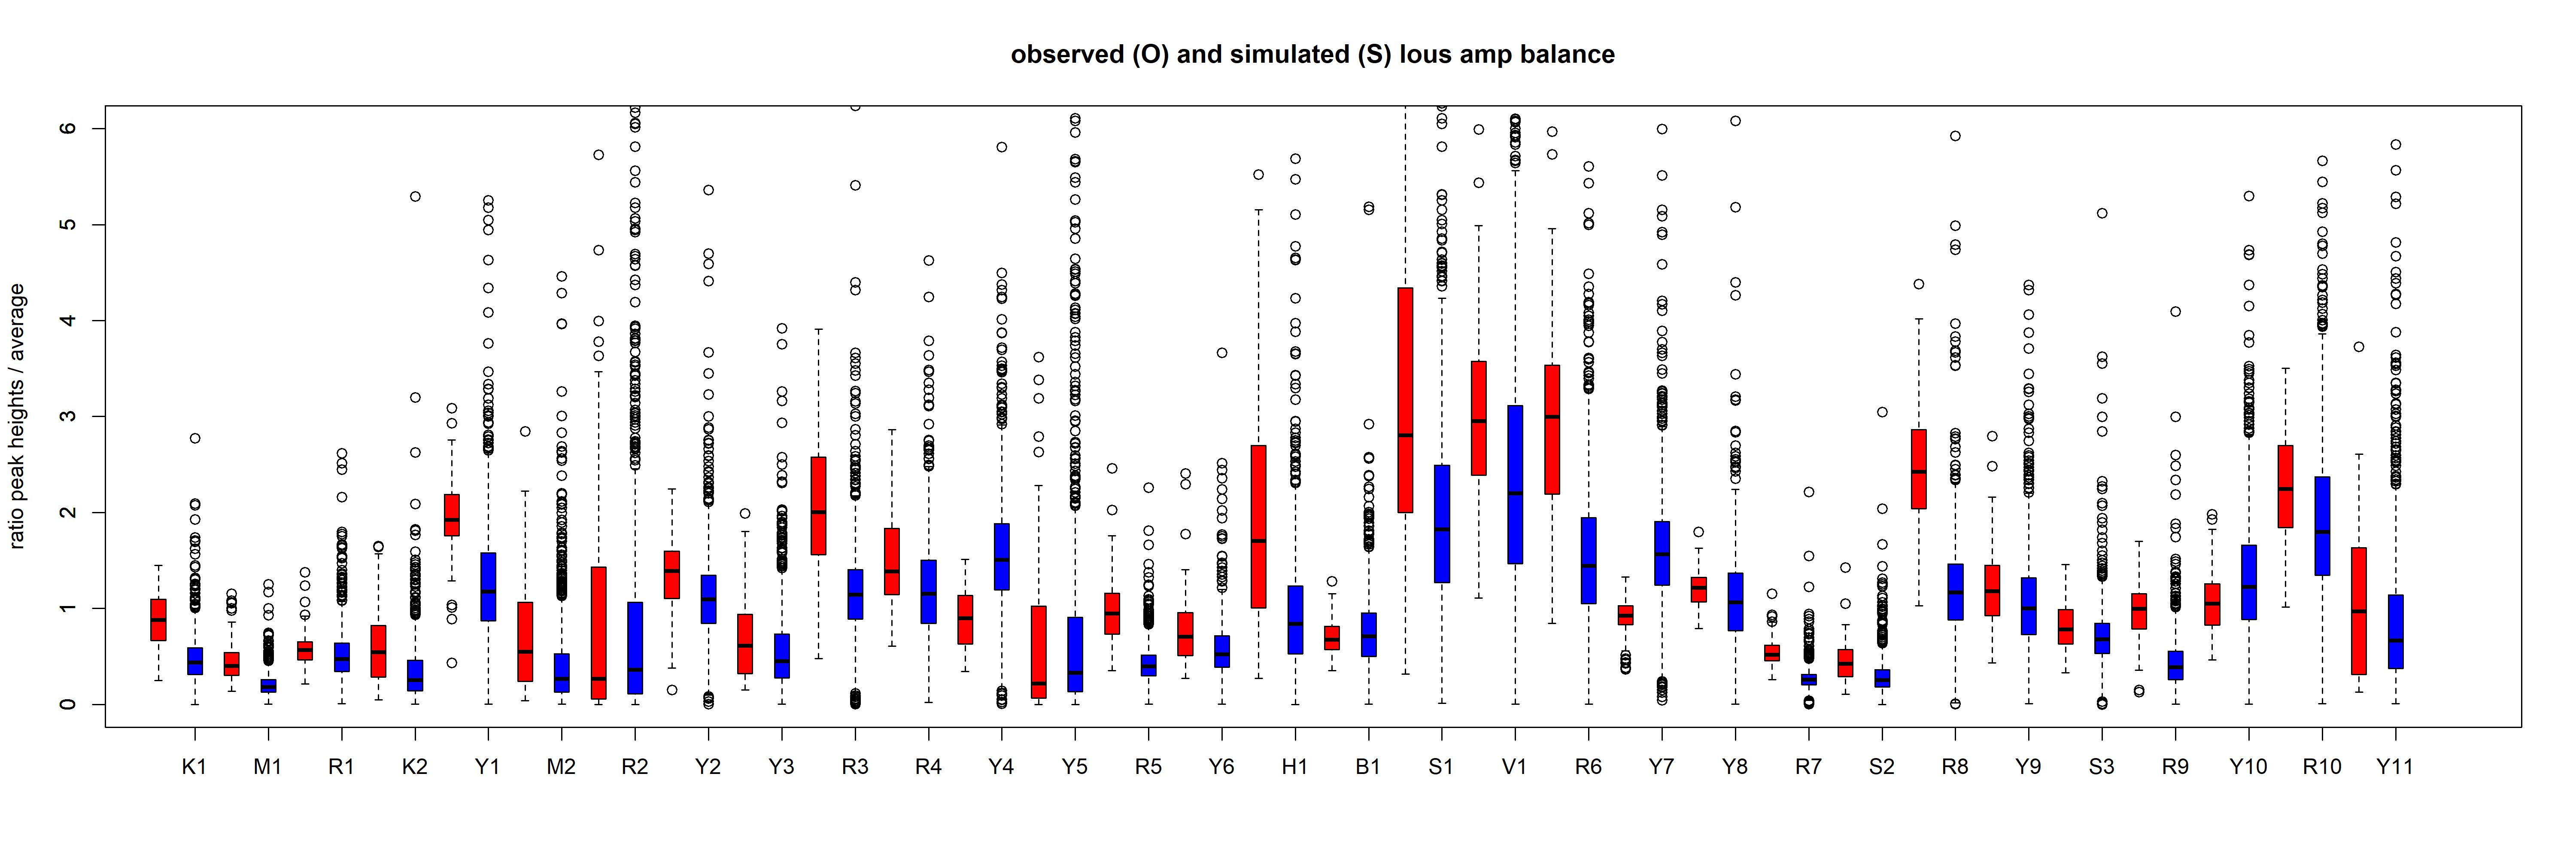 observed (O) and simulated (S) lous amp balance
ratio peak heights / average
6
5
4
3
2
1
0
K1 M1 R1 K2 Y1 M2 R2 Y2 Y3 R3 R4 Y4 Y5 R5 Y6 H1 B1 S1 V1 R6 Y7 Y8 R7 S2 R8 Y9 S3 R9 Y10 R10 Y11